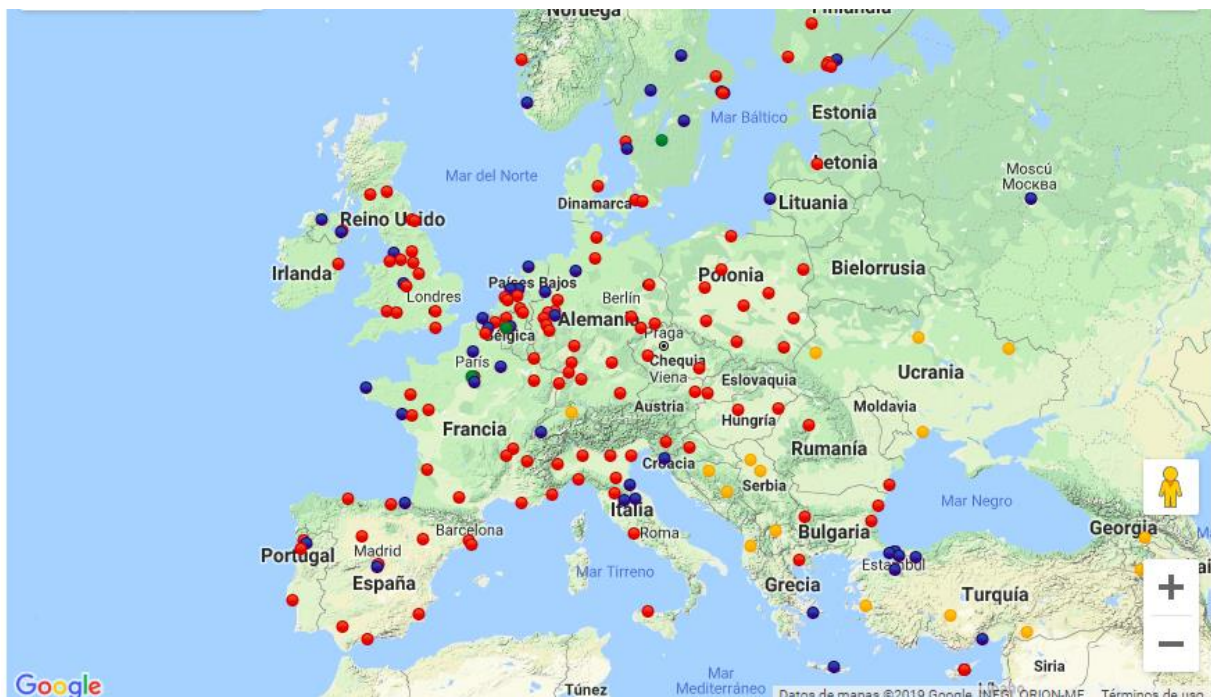 Noruega
Finlandia
Estonia
Mar Báltico
Letonia
Moscú
Москва
Mar del Norte
Dinamarca
Lituania
Reino Unido
Irlanda
Países Bajos
Polonia
Bielorrusia
Londres
Berlín
Alemania
Bélgica
Praga
París
Chequia
Ucrania
Viena
Eslovaquia
Austria
Moldavia
Hungría
Francia
Rumanía
Croacia
Serbia
Mar Negro
Italia
Barcelona
Roma
Bulgaria
Georgia
Portugal
Madrid
España
Estambul
Mar Tirreno
Grecia
Turquía
Siria
Túnez
Mar
Mediterráneo
Google
Datos de mapas ©2019 Google, INEGI, ORION-ME
Términos de uso